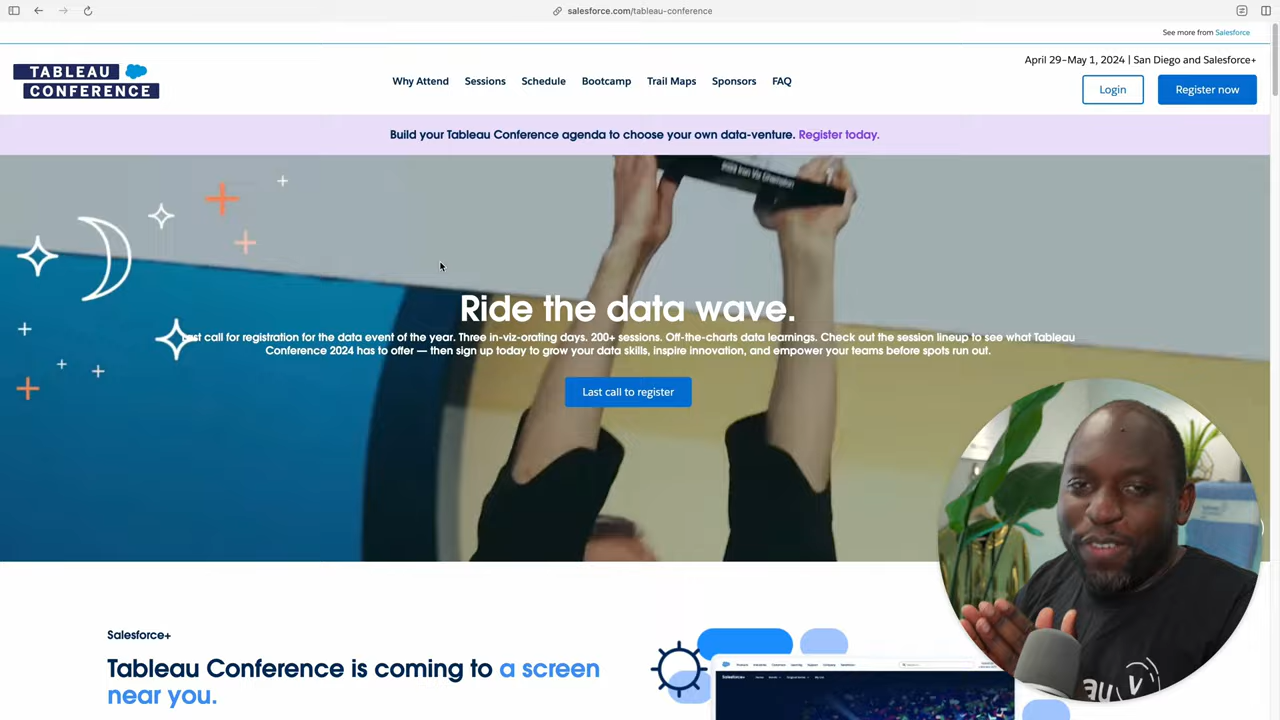 salesforce.com/tableau-conference
See more from Salesforce
TABLEAU
CONFERENCE
Why Attend
Sessions
Schedule
Bootcamp
Trail Maps
Sponsors
FAQ
April 29–May 1, 2024 | San Diego and Salesforce+
Login
Register now
Build your Tableau Conference agenda to choose your own data-venture. Register today.
Iron Viz Champion
Ride the data wave.
Last call for registration for the data event of the year. Three in-viz-orating days. 200+ sessions. Off-the-charts data learnings. Check out the session lineup to see what Tableau
Conference 2024 has to offer — then sign up today to grow your data skills, inspire innovation, and empower your teams before spots run out.
Last call to register
Salesforce+
Tableau Conference is coming to a screen
near you.
Salesforce+